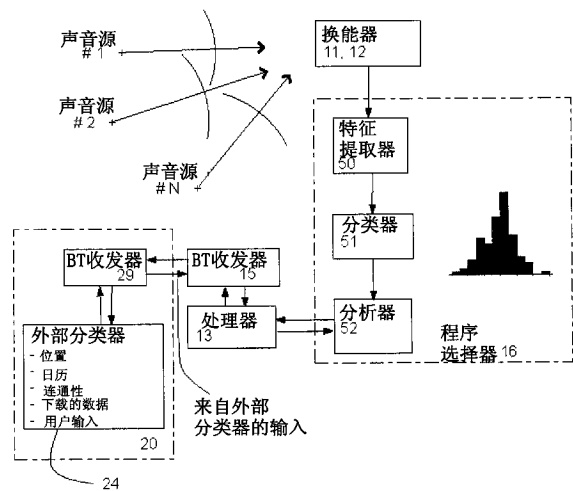 声音源
#1
声音源
#2
声音源
#N
换能器
11, 12
特征
提取器
50
分类器
51
分析器
52
程序
选择器 16
BT收发器
29
BT收发器
15
处理器
13
外部分类器
- 位置
- 日历
- 连通性
- 下载的数据
- 用户输入
20
24
来自外部
分类器的输入